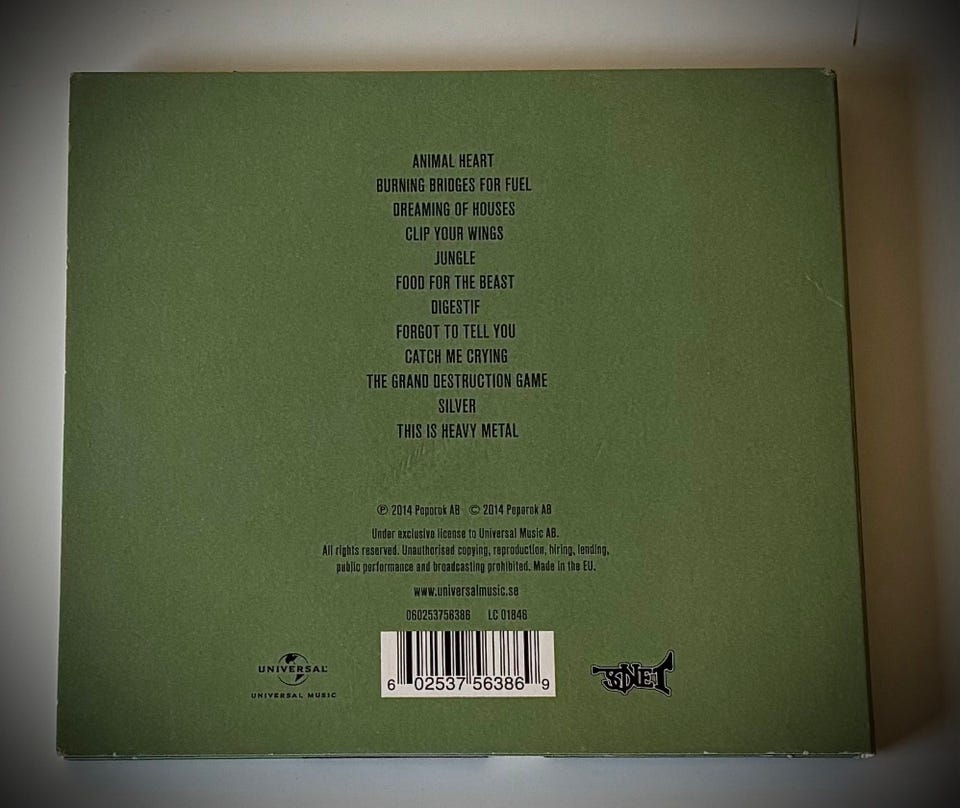 ANIMAL HEART
BURNING BRIDGES FOR FUEL
DREAMING OF HOUSES
CLIP YOUR WINGS
JUNGLE
FOOD FOR THE BEAST
DIGESTIF
FORGOT TO TELL YOU
CATCH ME CRYING
THE GRAND DESTRUCTION GAME
SILVER
THIS IS HEAVY METAL
℗ 2014 Poporok AB © 2014 Poporok AB
Under exclusive license to Universal Music AB.
All rights reserved. Unauthorised copying, reproduction, hiring, lending,
public performance and broadcasting prohibited. Made in the EU.
www.universalmusic.se
060253756386 LC 01846
UNIVERSAL
UNIVERSAL MUSIC
6 02537 56386 9